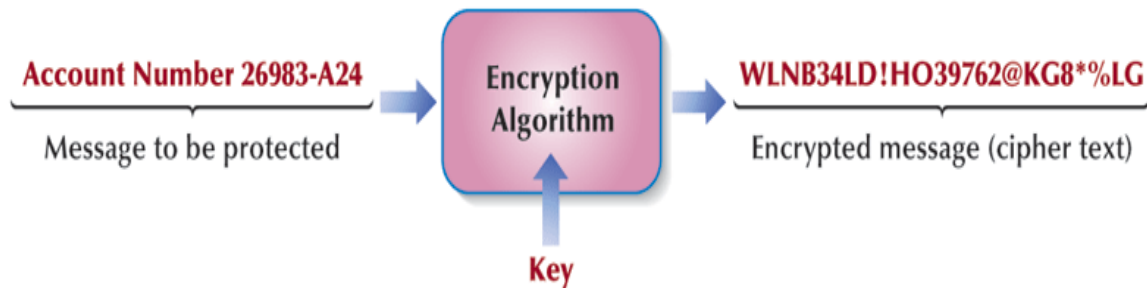 Account Number 26983-A24
Message to be protected
Encryption
Algorithm
Key
WLNB34LD!HO39762@KG8*%LG
Encrypted message (cipher text)